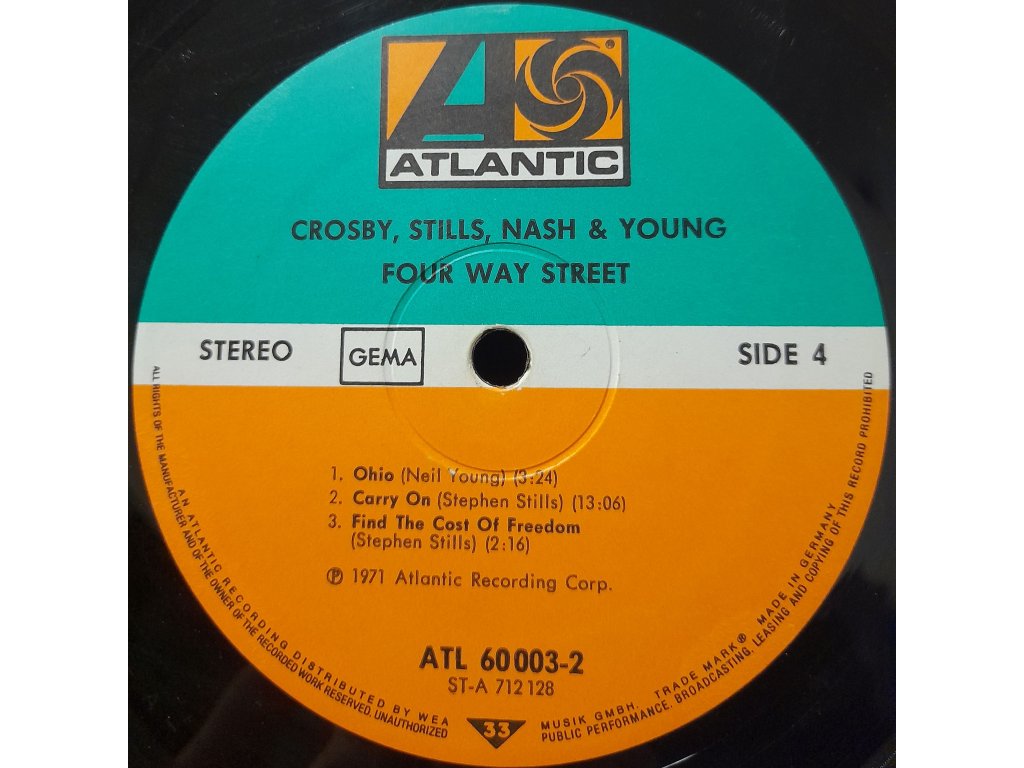 ATLANTIC
®
CROSBY, STILLS, NASH & YOUNG
FOUR WAY STREET
STEREO
GEMA
SIDE 4
1. Ohio (Neil Young) (3:24)
2. Carry On (Stephen Stills) (13:06)
3. Find The Cost Of Freedom
(Stephen Stills) (2:16)
℗ 1971 Atlantic Recording Corp.
ATL 60 003-2
ST-A 712 128
33
AN ATLANTIC RECORDING DISTRIBUTED BY WEA MUSIK GMBH. TRADE MARK® MADE IN GERMANY
ALL RIGHTS OF THE MANUFACTURER AND OF THE OWNER OF THE RECORDED WORK RESERVED. UNAUTHORIZED PUBLIC PERFORMANCE, BROADCASTING, LEASING AND COPYING OF THIS RECORD PROHIBITED